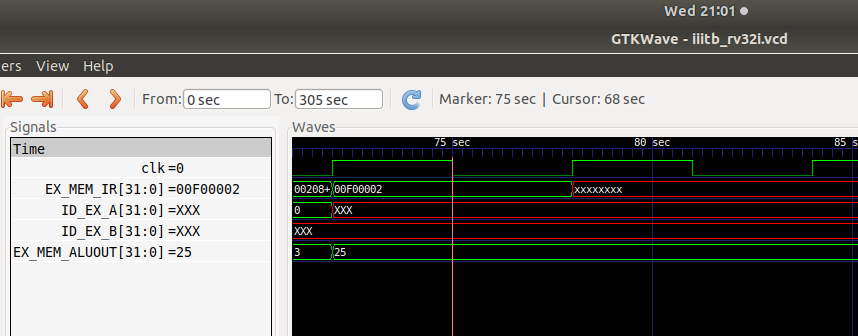 Wed 21:01
GTKWave - iiitb_rv32i.vcd
ers View Help
From: 0 sec To: 305 sec Marker: 75 sec | Cursor: 68 sec
Signals Waves
Time 75 sec 80 sec 85 s
clk =0
EX_MEM_IR[31:0] =00F00002 00208+ 00F00002 xxxxxxxx
ID_EX_A[31:0] =XXX 0 XXX
ID_EX_B[31:0] =XXX XXX
EX_MEM_ALUOUT[31:0] =25 3 25